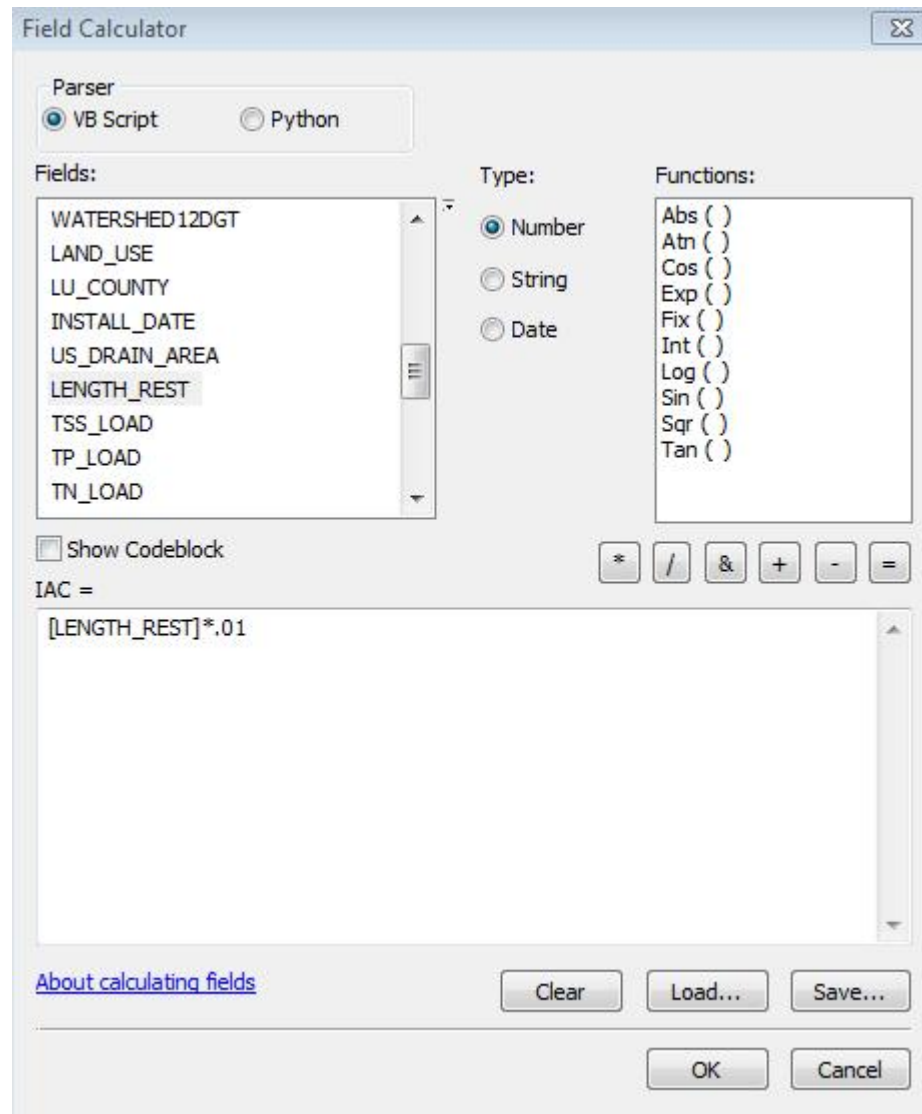 Field Calculator
Parser
VB Script Python
Fields:
WATERSHED12DGT
LAND_USE
LU_COUNTY
INSTALL_DATE
US_DRAIN_AREA
LENGTH_REST
TSS_LOAD
TP_LOAD
TN_LOAD
Type:
Number
String
Date
Functions:
Abs ( )
Atn ( )
Cos ( )
Exp ( )
Fix ( )
Int ( )
Log ( )
Sin ( )
Sqr ( )
Tan ( )
Show Codeblock
* / & + - =
IAC =
[LENGTH_REST]*.01
About calculating fields
Clear Load... Save...
OK Cancel